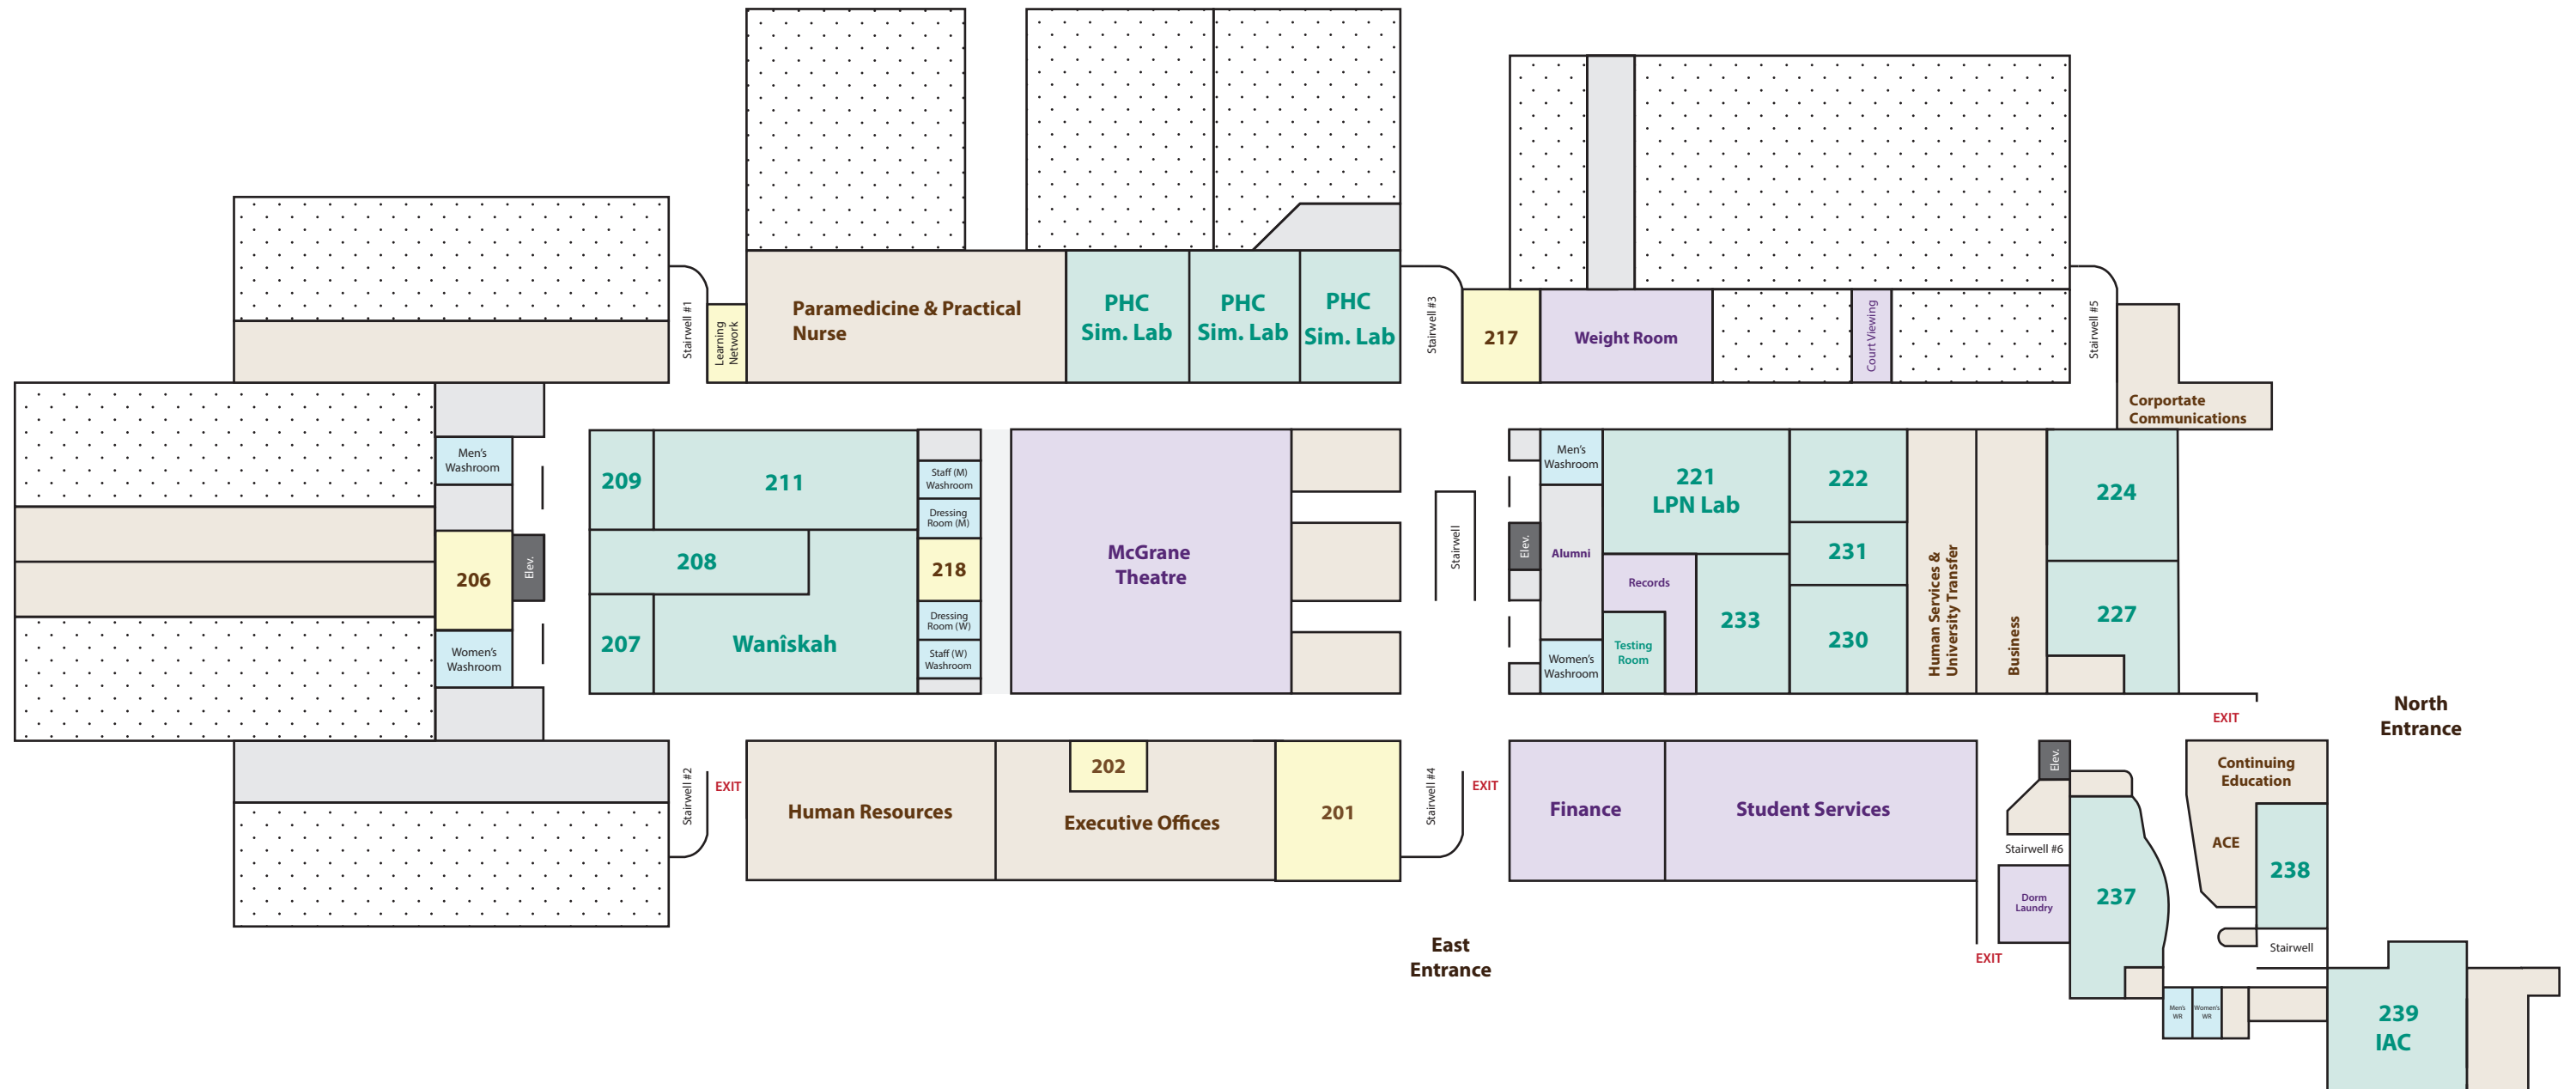 Stairwell #1
Learning
Network
Paramedicine & Practical
Nurse
PHC
Sim. Lab
PHC
Sim. Lab
PHC
Sim. Lab
Stairwell #3
217
Weight Room
Court Viewing
Stairwell #5
Corportate
Communications
Men's
Washroom
206
Elev.
Women's
Washroom
209
211
208
207
Wanîskah
Staff (M)
Washroom
Dressing
Room (M)
218
Dressing
Room (W)
Staff (W)
Washroom
McGrane
Theatre
Stairwell
Elev.
Men's
Washroom
Alumni
Women's
Washroom
221
LPN Lab
Records
Testing
Room
233
222
231
230
Human Services &
University Transfer
Business
224
227
North
Entrance
EXIT
Stairwell #2
EXIT
Human Resources
202
Executive Offices
201
Stairwell #4
EXIT
Finance
Student Services
Elev.
Stairwell #6
Dorm
Laundry
EXIT
237
Continuing
Education
ACE
238
Stairwell
East
Entrance
Men's
WR
Women's
WR
239
IAC